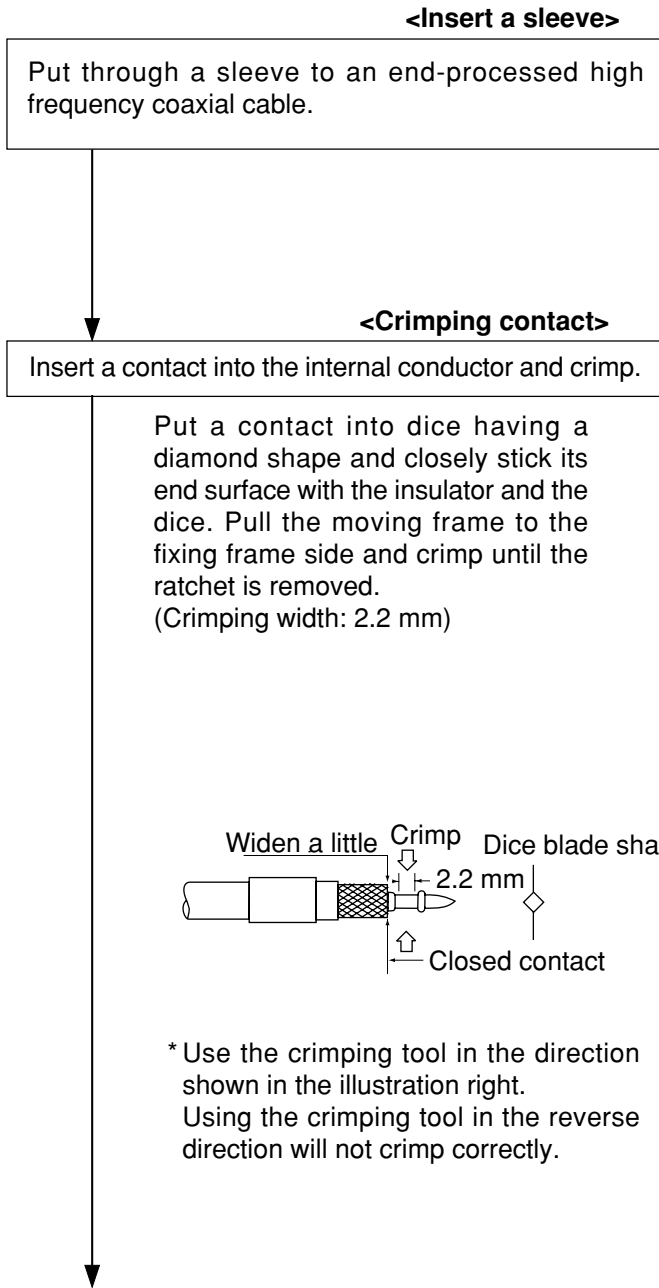 <Insert a sleeve>
Put through a sleeve to an end-processed high
frequency coaxial cable.
<Crimping contact>
Insert a contact into the internal conductor and crimp.
Put a contact into dice having a
diamond shape and closely stick its
end surface with the insulator and the
dice. Pull the moving frame to the
fixing frame side and crimp until the
ratchet is removed.
(Crimping width: 2.2 mm)
Widen a little
Crimp
Dice blade sha
2.2 mm
Closed contact
* Use the crimping tool in the direction
shown in the illustration right.
Using the crimping tool in the reverse
direction will not crimp correctly.